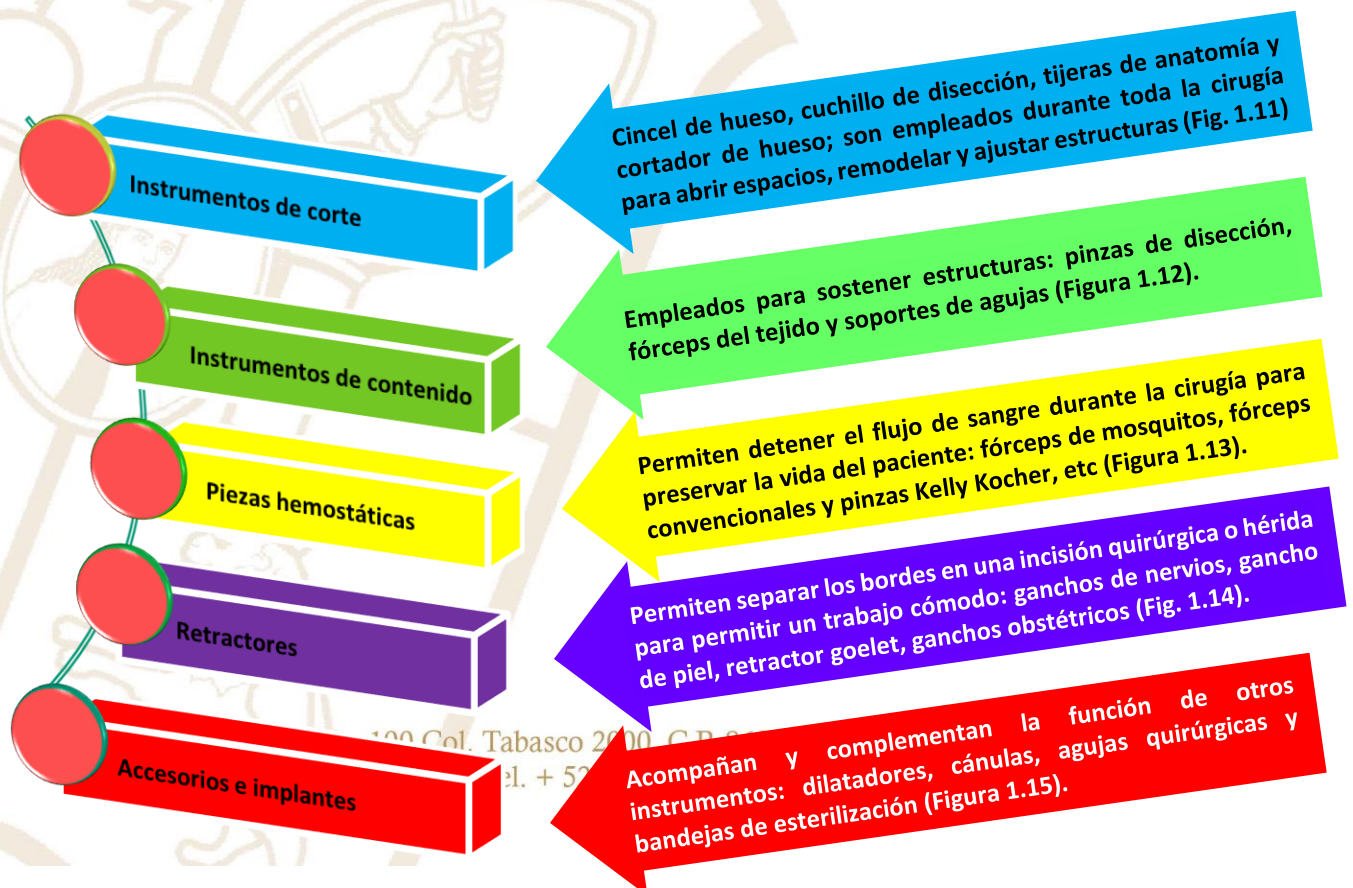 Instrumentos de corte
Cincel de hueso, cuchillo de disección, tijeras de anatomía y
cortador de hueso; son empleados durante toda la cirugía
para abrir espacios, remodelar y ajustar estructuras (Fig. 1.11)
Instrumentos de contenido
Empleados para sostener estructuras: pinzas de disección,
fórceps del tejido y soportes de agujas (Figura 1.12).
Piezas hemostáticas
Permiten detener el flujo de sangre durante la cirugía para
preservar la vida del paciente: fórceps de mosquitos, fórceps
convencionales y pinzas Kelly Kocher, etc (Figura 1.13).
Retractores
Permiten separar los bordes en una incisión quirúrgica o hérida
para permitir un trabajo cómodo: ganchos de nervios, gancho
de piel, retractor goelet, ganchos obstétricos (Fig. 1.14).
Accesorios e implantes
Acompañan y complementan la función de otros
instrumentos: dilatadores, cánulas, agujas quirúrgicas y
bandejas de esterilización (Figura 1.15).
Col. Tabasco 2000